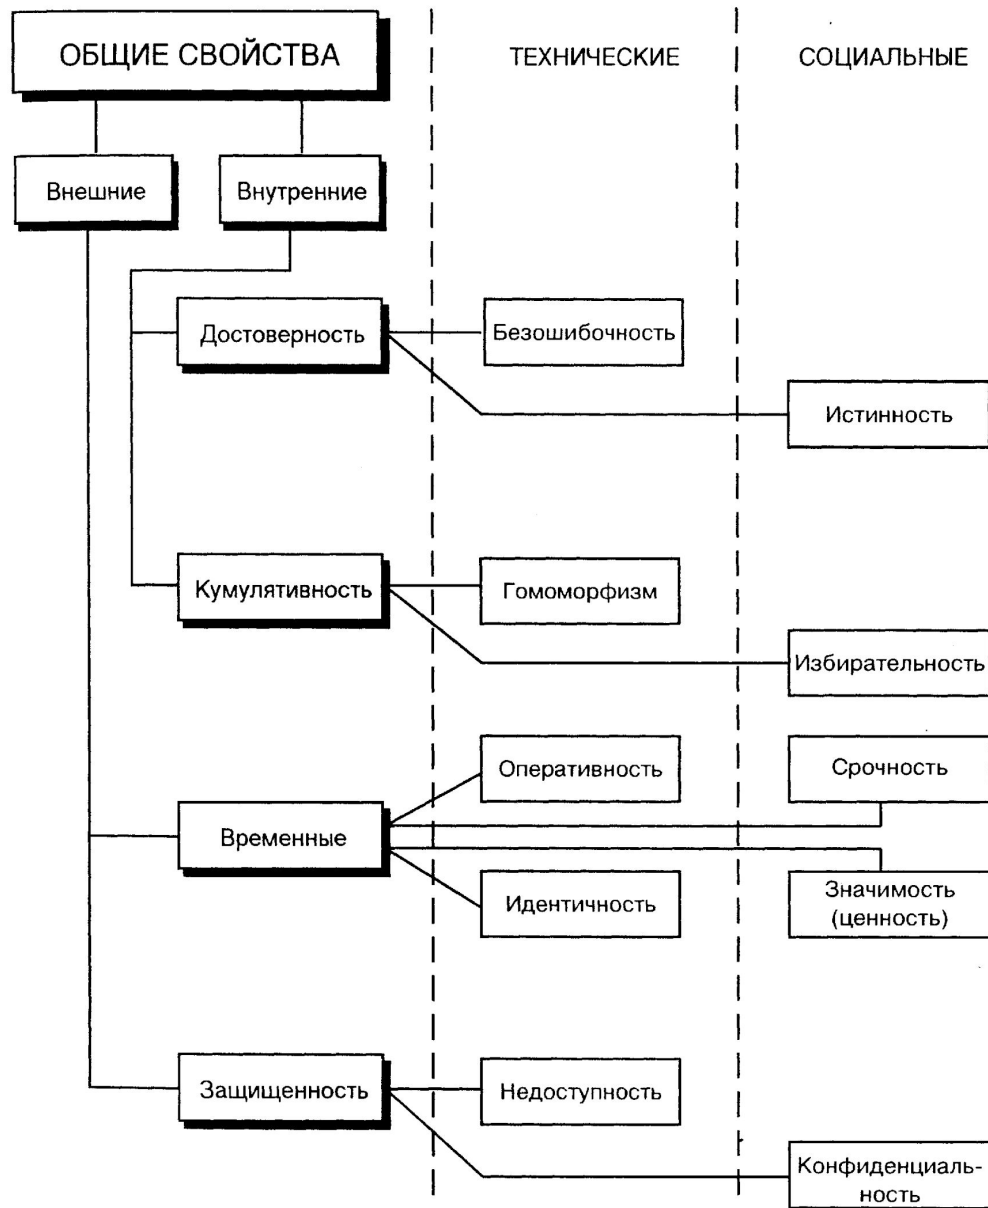 ОБЩИЕ СВОЙСТВА
ТЕХНИЧЕСКИЕ
СОЦИАЛЬНЫЕ
Внешние
Внутренние
Достоверность
Безошибочность
Истинность
Кумулятивность
Гомоморфизм
Избирательность
Оперативность
Срочность
Временные
Идентичность
Значимость
(ценность)
Защищенность
Недоступность
Конфиденциаль-
ность